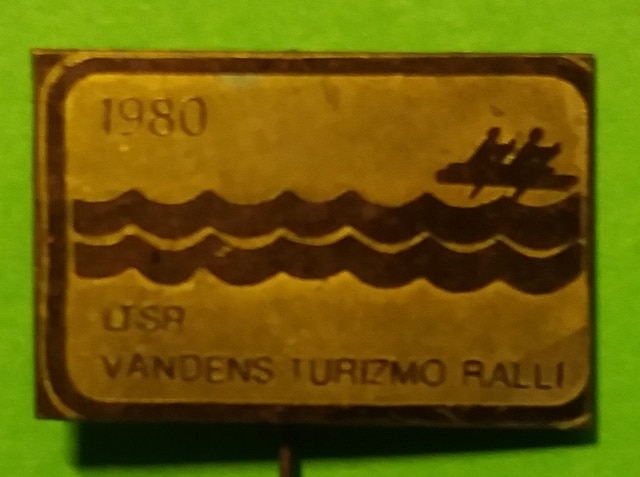 1980
LTSR
VANDENS TURIZMO RALLI